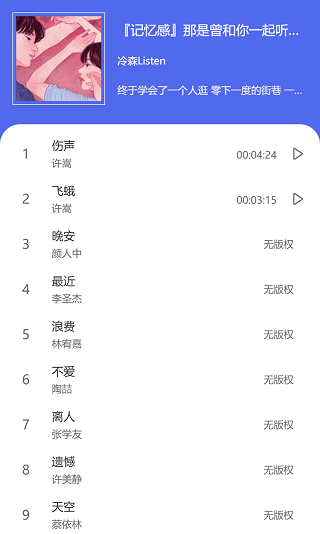 『记忆感』那是曾和你一起听...
冷森Listen
终于学会了一个人逛 零下一度的街巷 一...
1 伤声 00:04:24
许嵩
2 飞蛾 00:03:15
许嵩
3 晚安 无版权
颜人中
4 最近 无版权
李圣杰
5 浪费 无版权
林宥嘉
6 不爱 无版权
陶喆
7 离人 无版权
张学友
8 遗憾 无版权
许美静
9 天空 无版权
蔡依林